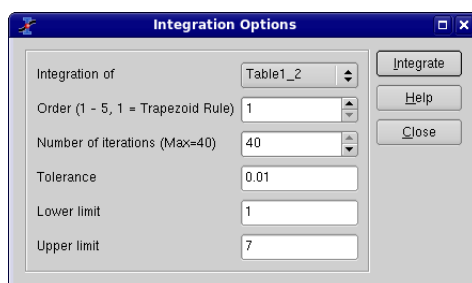 Integration Options
Integration of Table1_2
Order (1 - 5, 1 = Trapezoid Rule) 1
Number of iterations (Max=40) 40
Tolerance 0.01
Lower limit 1
Upper limit 7
Integrate
Help
Close